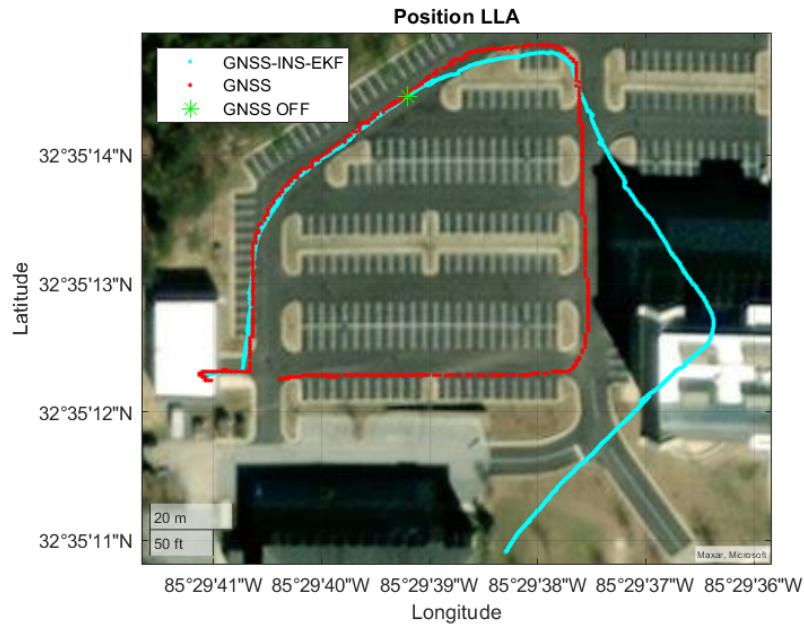 Position LLA
GNSS-INS-EKF
GNSS
GNSS OFF
32°35'14"N
32°35'13"N
32°35'12"N
32°35'11"N
Latitude
20 m
50 ft
Maxar, Microsoft
85°29'41"W 85°29'40"W 85°29'39"W 85°29'38"W 85°29'37"W 85°29'36"W
Longitude